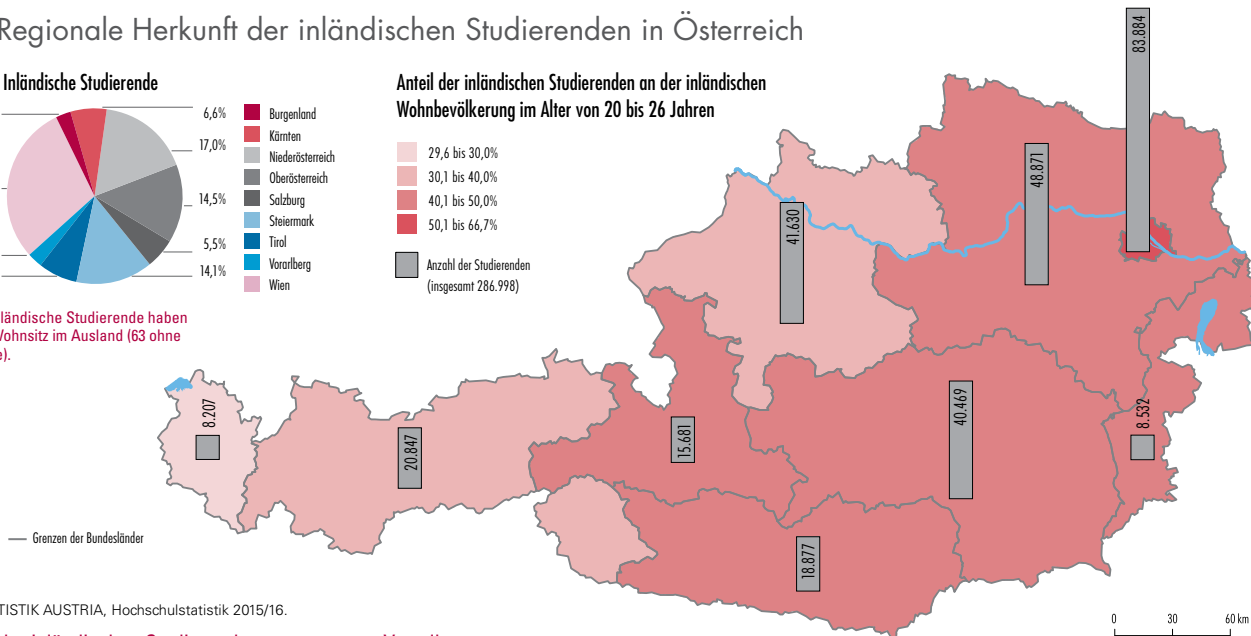 Regionale Herkunft der inländischen Studierenden in Österreich
Inländische Studierende
6,6%
17,0%
14,5%
5,5%
14,1%
Burgenland
Kärnten
Niederösterreich
Oberösterreich
Salzburg
Steiermark
Tirol
Vorarlberg
Wien
ländische Studierende haben
Wohnsitz im Ausland (63 ohne
e).
Anteil der inländischen Studierenden an der inländischen
Wohnbevölkerung im Alter von 20 bis 26 Jahren
29,6 bis 30,0%
30,1 bis 40,0%
40,1 bis 50,0%
50,1 bis 66,7%
Anzahl der Studierenden
(insgesamt 286.998)
83.884
48.871
41.630
40.469
8.532
15.681
20.847
8.207
18.877
Grenzen der Bundesländer
0 30 60 km
TISTIK AUSTRIA, Hochschulstatistik 2015/16.